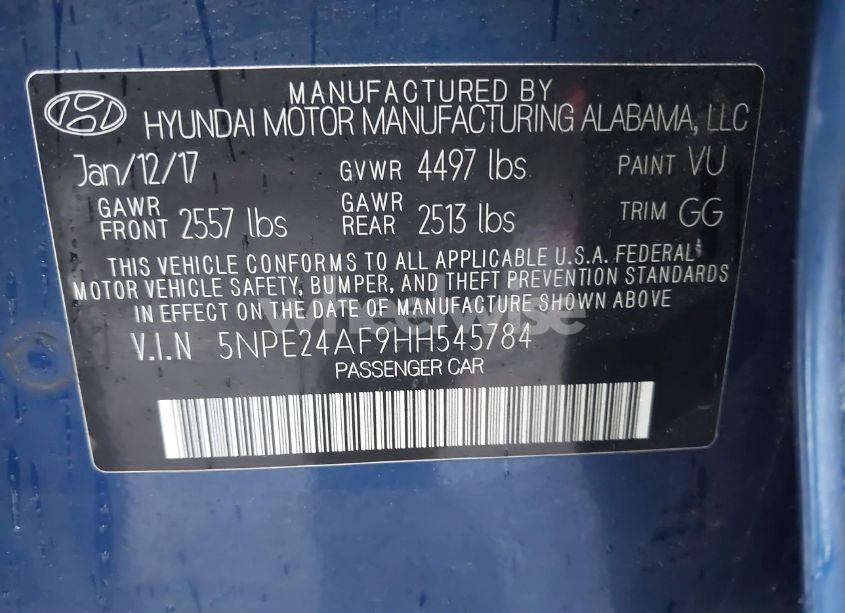 MANUFACTURED BY
HYUNDAI MOTOR MANUFACTURING ALABAMA, LLC
Jan/12/17 GVWR 4497 lbs PAINT VU
GAWR FRONT 2557 lbs GAWR REAR 2513 lbs TRIM GG
THIS VEHICLE CONFORMS TO ALL APPLICABLE U.S.A. FEDERAL
MOTOR VEHICLE SAFETY, BUMPER, AND THEFT PREVENTION STANDARDS
IN EFFECT ON THE DATE OF MANUFACTURE SHOWN ABOVE
wheelwise
V.I.N 5NPE24AF9HH545784
PASSENGER CAR